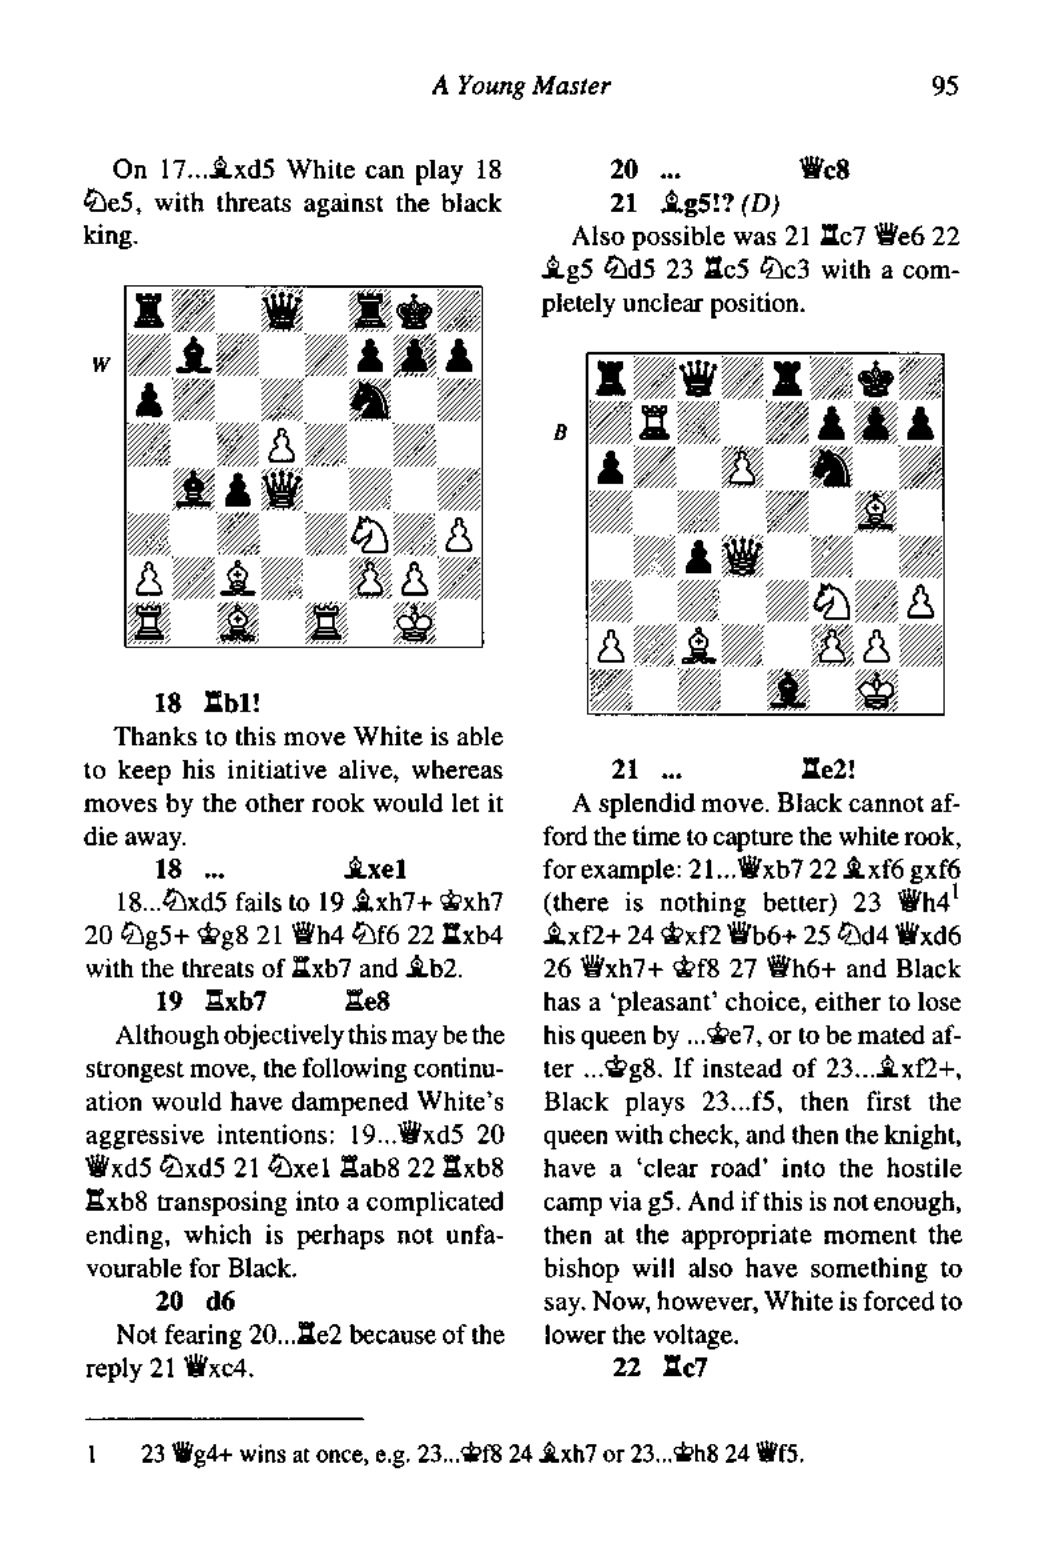 A Young Master
95
On 17...♗xd5 White can play 18
♘e5, with threats against the black
king.
W
18 ♖b1!
Thanks to this move White is able
to keep his initiative alive, whereas
moves by the other rook would let it
die away.
18 ... ♗xe1
18...♘xd5 fails to 19 ♗xh7+ ♔xh7
20 ♘g5+ ♔g8 21 ♕h4 ♘f6 22 ♖xb4
with the threats of ♖xb7 and ♗b2.
19 ♖xb7 ♖e8
Although objectively this may be the
strongest move, the following continu-
ation would have dampened White's
aggressive intentions: 19...♕xd5 20
♕xd5 ♘xd5 21 ♘xe1 ♖ab8 22 ♖xb8
♖xb8 transposing into a complicated
ending, which is perhaps not unfa-
vourable for Black.
20 d6
Not fearing 20...♖e2 because of the
reply 21 ♕xc4.
20 ... ♕c8
21 ♗g5!? (D)
Also possible was 21 ♖c7 ♕e6 22
♗g5 ♘d5 23 ♖c5 ♘c3 with a com-
pletely unclear position.
B
21 ... ♖e2!
A splendid move. Black cannot af-
ford the time to capture the white rook,
for example: 21...♕xb7 22 ♗xf6 gxf6
(there is nothing better) 23 ♕h4¹
♗xf2+ 24 ♔xf2 ♕b6+ 25 ♘d4 ♕xd6
26 ♕xh7+ ♔f8 27 ♕h6+ and Black
has a 'pleasant' choice, either to lose
his queen by ...♔e7, or to be mated af-
ter ...♔g8. If instead of 23...♗xf2+,
Black plays 23...f5, then first the
queen with check, and then the knight,
have a 'clear road' into the hostile
camp via g5. And if this is not enough,
then at the appropriate moment the
bishop will also have something to
say. Now, however, White is forced to
lower the voltage.
22 ♖c7
1 23 ♕g4+ wins at once, e.g. 23...♔f8 24 ♗xh7 or 23...♔h8 24 ♕f5.